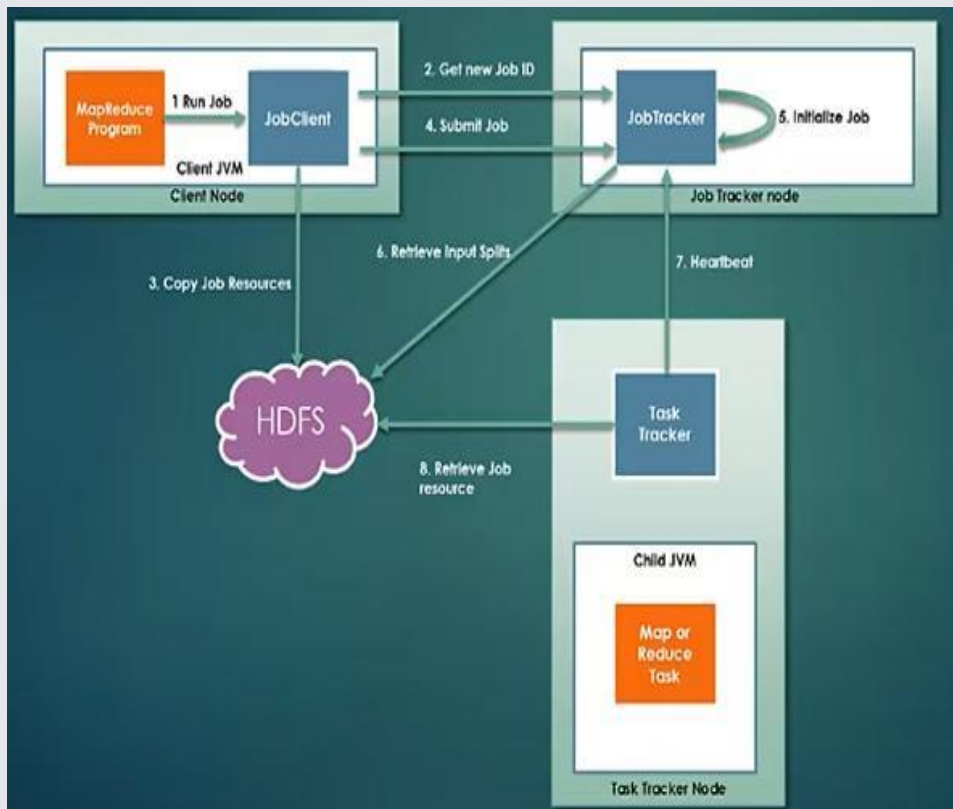 MapReduce
Program
1 Run Job
JobClient
Client JVM
Client Node
2. Get new Job ID
4. Submit Job
JobTracker
5. Initialize Job
Job Tracker node
3. Copy Job Resources
6. Retrieve Input Splits
7. Heartbeat
HDFS
Task
Tracker
8. Retrieve Job
resource
Child JVM
Map or
Reduce
Task
Task Tracker Node